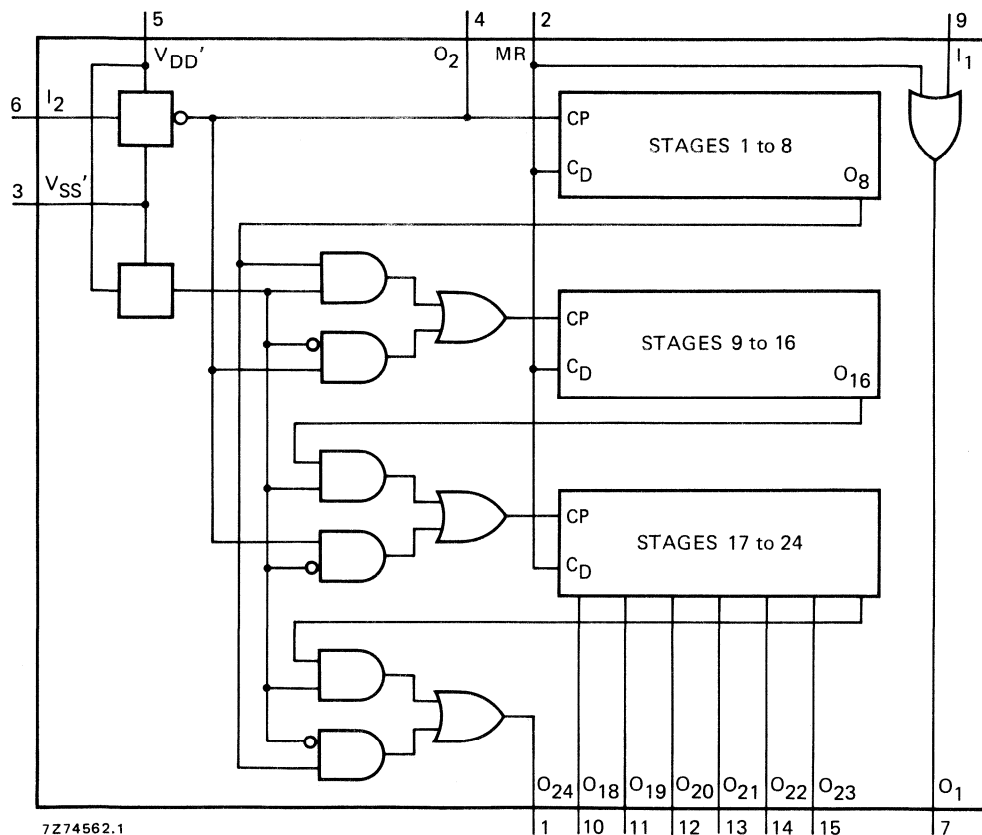 5 4 2 9
V_DD' O_2 MR I_1
6 I_2 CP
STAGES 1 to 8
C_D O_8
3 V_SS'
CP
STAGES 9 to 16
C_D O_16
CP
STAGES 17 to 24
C_D
O_24 O_18 O_19 O_20 O_21 O_22 O_23 O_1
7Z74562.1 1 10 11 12 13 14 15 7